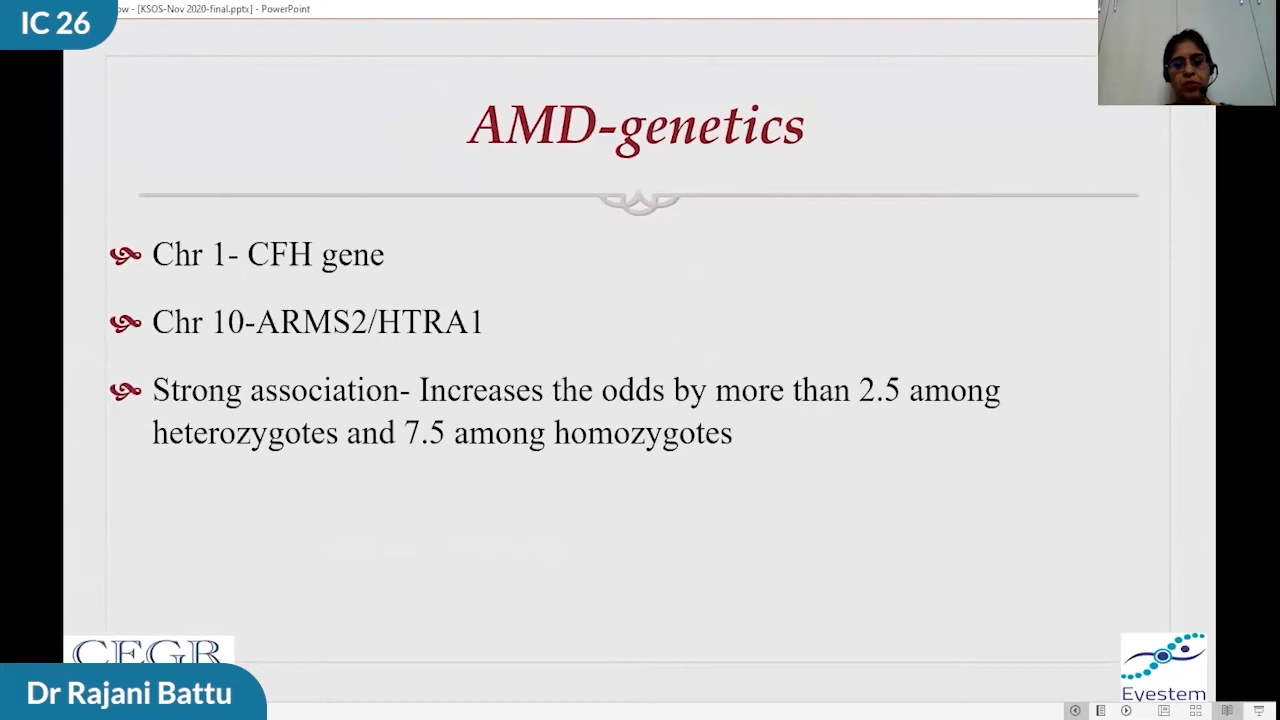 IC 26
ow - [KSOS-Nov 2020-final.pptx] - PowerPoint
AMD-genetics
Chr 1- CFH gene
Chr 10-ARMS2/HTRA1
Strong association- Increases the odds by more than 2.5 among
heterozygotes and 7.5 among homozygotes
CEGR
Dr Rajani Battu
Eyestem